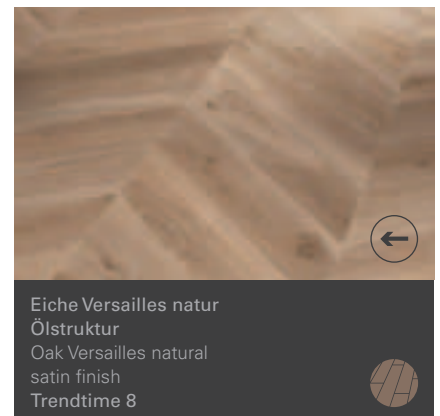 Eiche Versailles natur
Ölstruktur
Oak Versailles natural
satin finish
Trendtime 8